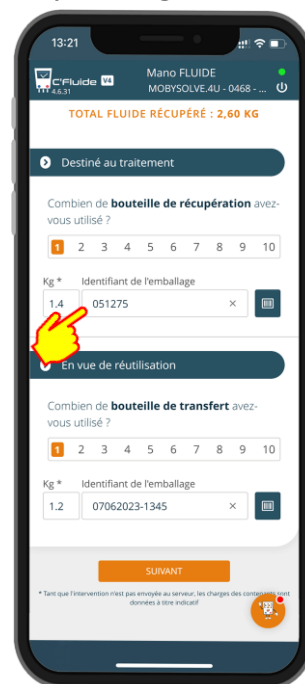 13:21
C'Fluide V4
4.6.31
Mano FLUIDE
MOBYSOLVE.4U - 0468 - ...
TOTAL FLUIDE RÉCUPÉRÉ : 2,60 KG
Destiné au traitement
Combien de bouteille de récupération avez-
vous utilisé ?
1 2 3 4 5 6 7 8 9 10
Kg * Identifiant de l'emballage
1.4 051275 ×
En vue de réutilisation
Combien de bouteille de transfert avez-
vous utilisé ?
1 2 3 4 5 6 7 8 9 10
Kg * Identifiant de l'emballage
1.2 07062023-1345 ×
SUIVANT
* Tant que l'intervention n'est pas envoyée au serveur, les charges des contenants sont
données à titre indicatif